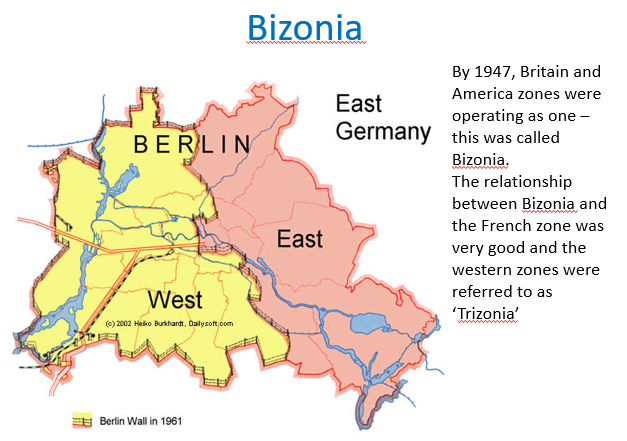 Bizonia
By 1947, Britain and
America zones were
operating as one –
this was called
Bizonia.
The relationship
between Bizonia and
the French zone was
very good and the
western zones were
referred to as
‘Trizonia’
East
Germany
BERLIN
East
West
(c) 2002 Heiko Burkhardt, Dailysoft.com
Berlin Wall in 1961